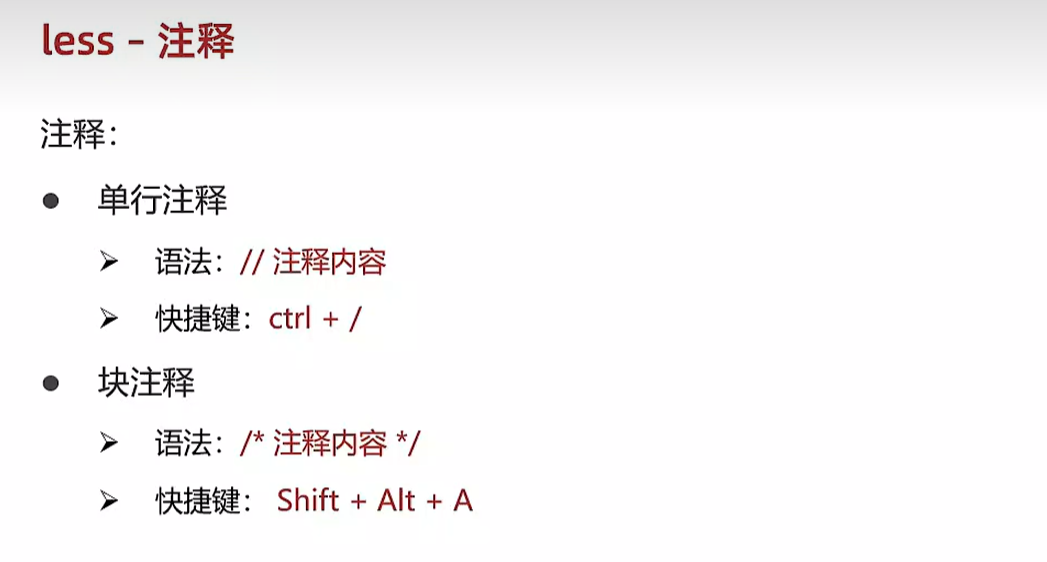 less – 注释
注释：
● 单行注释
➢ 语法：// 注释内容
➢ 快捷键：ctrl + /
● 块注释
➢ 语法：/* 注释内容 */
➢ 快捷键： Shift + Alt + A